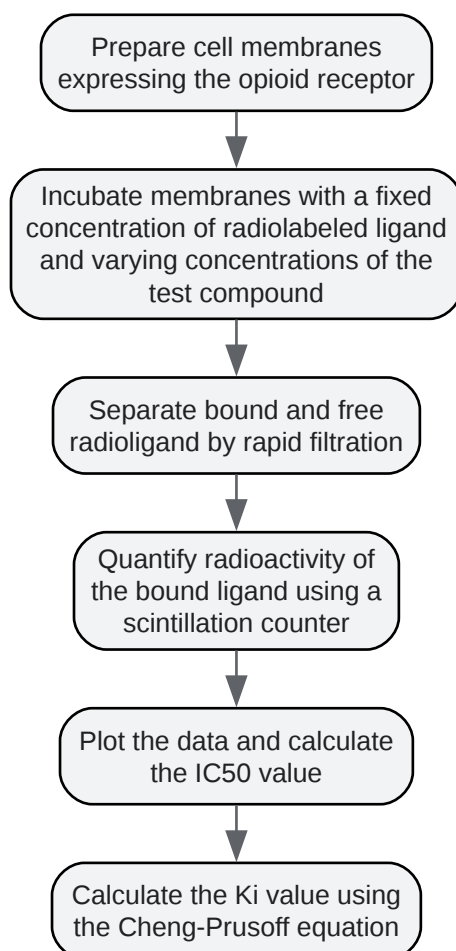 Prepare cell membranes
expressing the opioid receptor
Incubate membranes with a fixed
concentration of radiolabeled ligand
and varying concentrations of the
test compound
Separate bound and free
radioligand by rapid filtration
Quantify radioactivity of
the bound ligand using a
scintillation counter
Plot the data and calculate
the IC50 value
Calculate the Ki value using
the Cheng-Prusoff equation